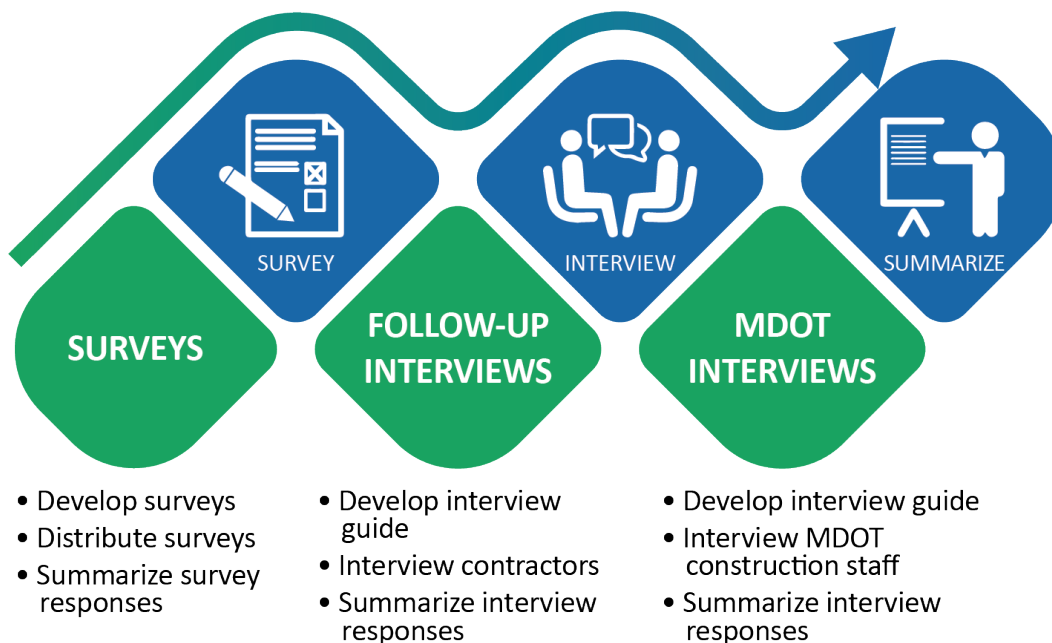 SURVEY
INTERVIEW
SUMMARIZE
SURVEYS
FOLLOW-UP
INTERVIEWS
MDOT
INTERVIEWS
• Develop surveys
• Distribute surveys
• Summarize survey
responses
• Develop interview
guide
• Interview contractors
• Summarize interview
responses
• Develop interview guide
• Interview MDOT
construction staff
• Summarize interview
responses